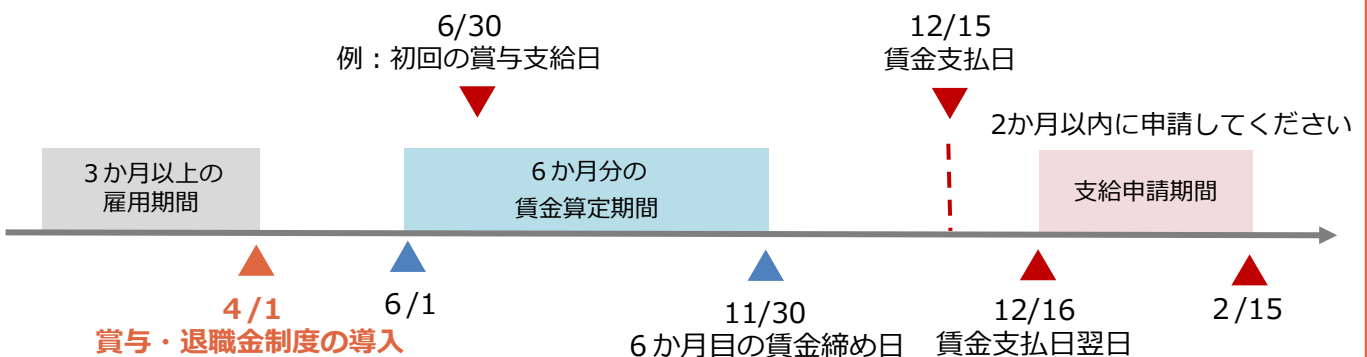 6/30
例：初回の賞与支給日
12/15
賃金支払日
2か月以内に申請してください
３か月以上の
雇用期間
６か月分の
賃金算定期間
支給申請期間
４/1
賞与・退職金制度の導入
６/1
11/30
６か月目の賃金締め日
12/16
賃金支払日翌日
２/15